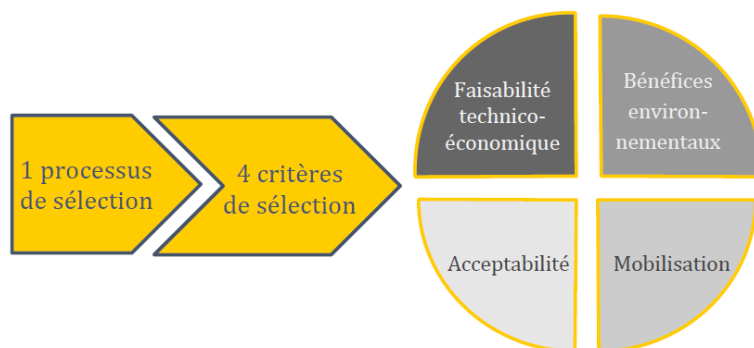 1 processus
de sélection
4 critères
de sélection
Faisabilité
technico-
économique
Bénéfices
environ-
nementaux
Acceptabilité
Mobilisation